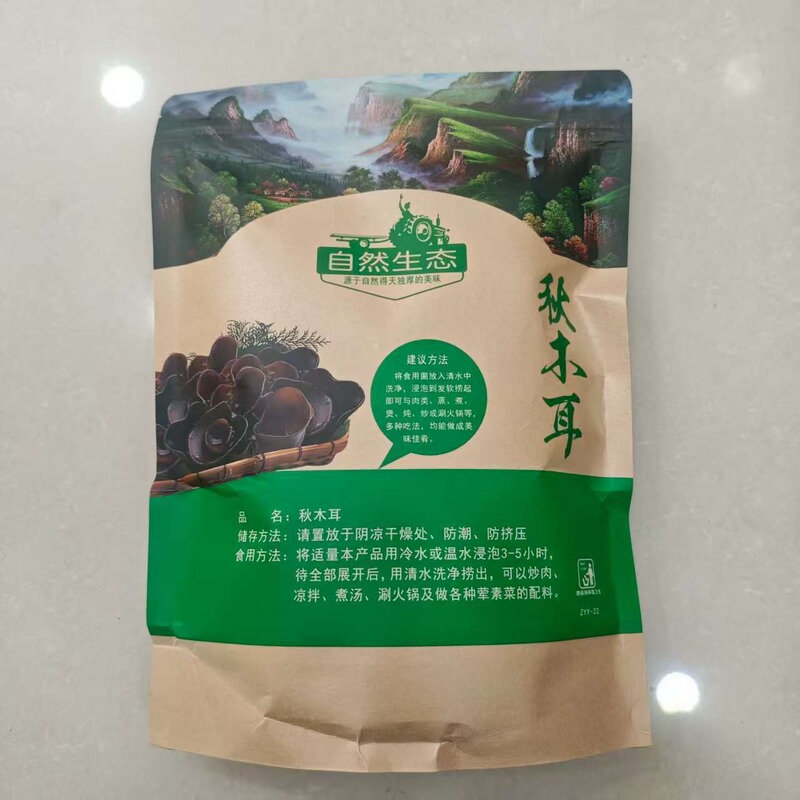 自然生态
源于自然得天独厚的美味
秋木耳
建议方法
将食用菌放入清水中
洗净，浸泡到发软捞起
即可与肉类、蒸、煮、
煲、炖、炒或涮火锅等，
多种吃法，均能做成美
味佳肴。
品 名：秋木耳
储存方法：请置放于阴凉干燥处、防潮、防挤压
食用方法：将适量本产品用冷水或温水浸泡3-5小时，
待全部展开后，用清水洗净捞出，可以炒肉、
凉拌、煮汤、涮火锅及做各种荤素菜的配料。
ZYY-22